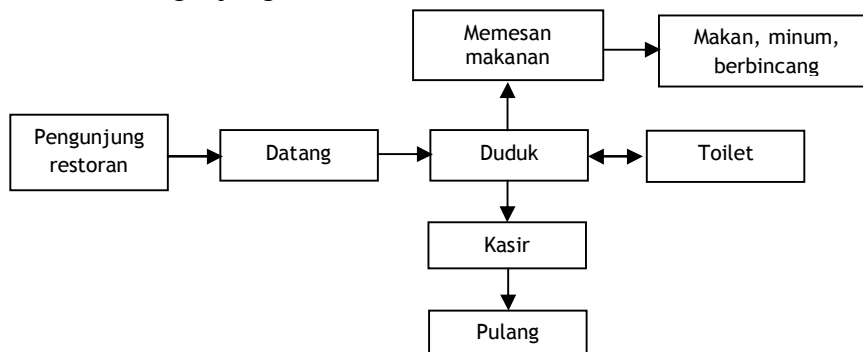 Memesan
makanan
Makan, minum,
berbincang
Pengunjung
restoran
Datang
Duduk
Toilet
Kasir
Pulang